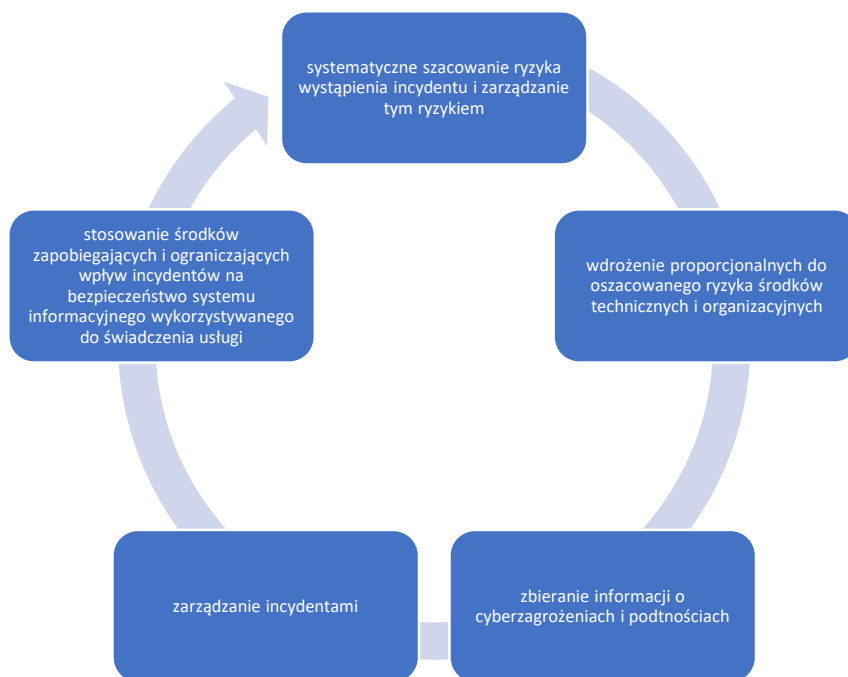 systematyczne szacowanie ryzyka
wystąpienia incydentu i zarządzanie
tym ryzykiem
wdrożenie proporcjonalnych do
oszacowanego ryzyka środków
technicznych i organizacyjnych
zbieranie informacji o
cyberzagrożeniach i podtnościach
zarządzanie incydentami
stosowanie środków
zapobiegających i ograniczających
wpływ incydentów na
bezpieczeństwo systemu
informacyjnego wykorzystywanego
do świadczenia usługi